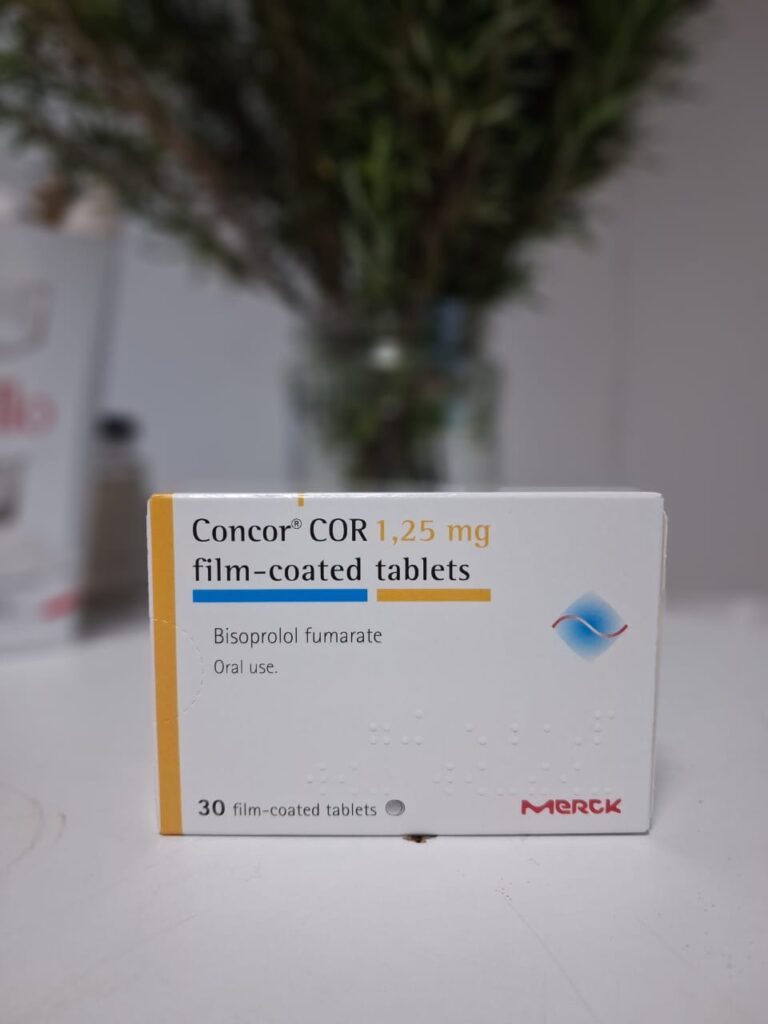 Concor® COR 1,25 mg
film-coated tablets
Bisoprolol fumarate
Oral use.
30 film-coated tablets
MERCK